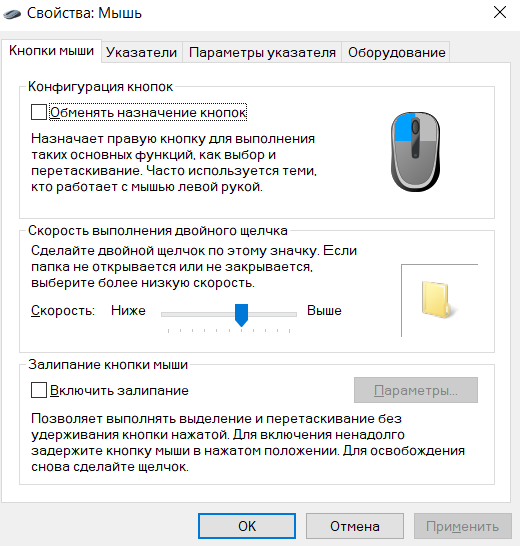 Свойства: Мышь
Кнопки мыши Указатели Параметры указателя Оборудование
Конфигурация кнопок
Обменять назначение кнопок
Назначает правую кнопку для выполнения
таких основных функций, как выбор и
перетаскивание. Часто используется теми,
кто работает с мышью левой рукой.
Скорость выполнения двойного щелчка
Сделайте двойной щелчок по этому значку. Если
папка не открывается или не закрывается,
выберите более низкую скорость.
Скорость: Ниже Выше
Залипание кнопки мыши
Включить залипание Параметры...
Позволяет выполнять выделение и перетаскивание без
удерживания кнопки нажатой. Для включения ненадолго
задержите кнопку мыши в нажатом положении. Для освобождения
снова сделайте щелчок.
OK Отмена Применить